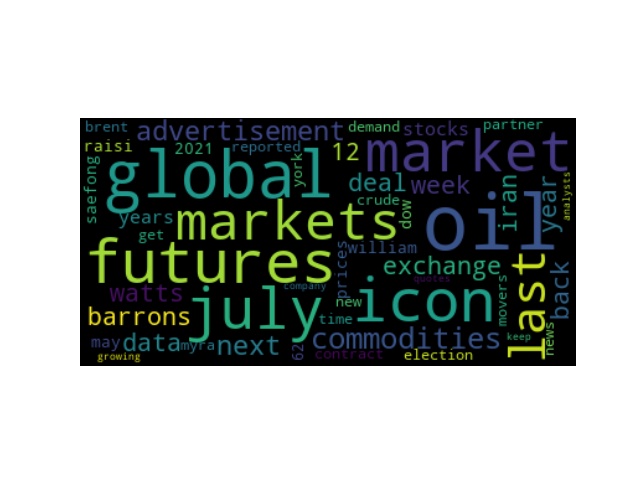 brent advertisement demand stocks partner
raisi 2021 reported 12 market
saefong global york deal week iran year analysts
years markets crude dow oil
get futures prices william exchange
watts july company icon quotes last back
barrons new time commodities movers
may data myra next 62 contract election keep news
growing